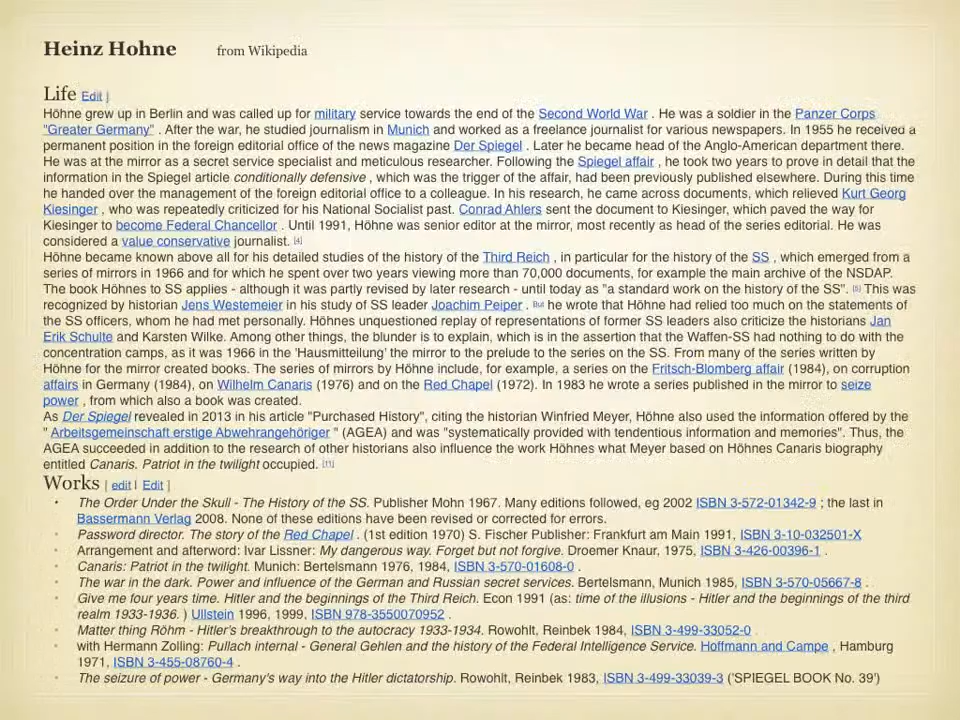 Heinz Hohne from Wikipedia
Life Edit ]
Höhne grew up in Berlin and was called up for military service towards the end of the Second World War . He was a soldier in the Panzer Corps
"Greater Germany" . After the war, he studied journalism in Munich and worked as a freelance journalist for various newspapers. In 1955 he received a
permanent position in the foreign editorial office of the news magazine Der Spiegel . Later he became head of the Anglo-American department there.
He was at the mirror as a secret service specialist and meticulous researcher. Following the Spiegel affair , he took two years to prove in detail that the
information in the Spiegel article conditionally defensive , which was the trigger of the affair, had been previously published elsewhere. During this time
he handed over the management of the foreign editorial office to a colleague. In his research, he came across documents, which relieved Kurt Georg
Kiesinger , who was repeatedly criticized for his National Socialist past. Conrad Ahlers sent the document to Kiesinger, which paved the way for
Kiesinger to become Federal Chancellor . Until 1991, Höhne was senior editor at the mirror, most recently as head of the series editorial. He was
considered a value conservative journalist. [4]
Höhne became known above all for his detailed studies of the history of the Third Reich , in particular for the history of the SS , which emerged from a
series of mirrors in 1966 and for which he spent over two years viewing more than 70,000 documents, for example the main archive of the NSDAP.
The book Höhnes to SS applies - although it was partly revised by later research - until today as "a standard work on the history of the SS". [5] This was
recognized by historian Jens Westemeier in his study of SS leader Joachim Peiper . But he wrote that Höhne had relied too much on the statements of
the SS officers, whom he had met personally. Höhnes unquestioned replay of representations of former SS leaders also criticize the historians Jan
Erik Schulte and Karsten Wilke. Among other things, the blunder is to explain, which is in the assertion that the Waffen-SS had nothing to do with the
concentration camps, as it was 1966 in the 'Hausmitteilung' the mirror to the prelude to the series on the SS. From many of the series written by
Höhne for the mirror created books. The series of mirrors by Höhne include, for example, a series on the Fritsch-Blomberg affair (1984), on corruption
affairs in Germany (1984), on Wilhelm Canaris (1976) and on the Red Chapel (1972). In 1983 he wrote a series published in the mirror to seize
power , from which also a book was created.
As Der Spiegel revealed in 2013 in his article "Purchased History", citing the historian Winfried Meyer, Höhne also used the information offered by the
" Arbeitsgemeinschaft erstige Abwehrangehöriger " (AGEA) and was "systematically provided with tendentious information and memories". Thus, the
AGEA succeeded in addition to the research of other historians also influence the work Höhnes what Meyer based on Höhnes Canaris biography
entitled Canaris. Patriot in the twilight occupied. [11]
Works [ edit | Edit ]
• The Order Under the Skull - The History of the SS. Publisher Mohn 1967. Many editions followed, eg 2002 ISBN 3-572-01342-9 ; the last in
Bassermann Verlag 2008. None of these editions have been revised or corrected for errors.
• Password director. The story of the Red Chapel . (1st edition 1970) S. Fischer Publisher: Frankfurt am Main 1991, ISBN 3-10-032501-X
• Arrangement and afterword: Ivar Lissner: My dangerous way. Forget but not forgive. Droemer Knaur, 1975, ISBN 3-426-00396-1 .
• Canaris: Patriot in the twilight. Munich: Bertelsmann 1976, 1984, ISBN 3-570-01608-0 .
• The war in the dark. Power and influence of the German and Russian secret services. Bertelsmann, Munich 1985, ISBN 3-570-05667-8 .
• Give me four years time. Hitler and the beginnings of the Third Reich. Econ 1991 (as: time of the illusions - Hitler and the beginnings of the third
realm 1933-1936. ) Ullstein 1996, 1999, ISBN 978-3550070952 .
• Matter thing Röhm - Hitler's breakthrough to the autocracy 1933-1934. Rowohlt, Reinbek 1984, ISBN 3-499-33052-0
• with Hermann Zolling: Pullach internal - General Gehlen and the history of the Federal Intelligence Service. Hoffmann and Campe , Hamburg
1971, ISBN 3-455-08760-4 .
• The seizure of power - Germany's way into the Hitler dictatorship. Rowohlt, Reinbek 1983, ISBN 3-499-33039-3 ('SPIEGEL BOOK No. 39')